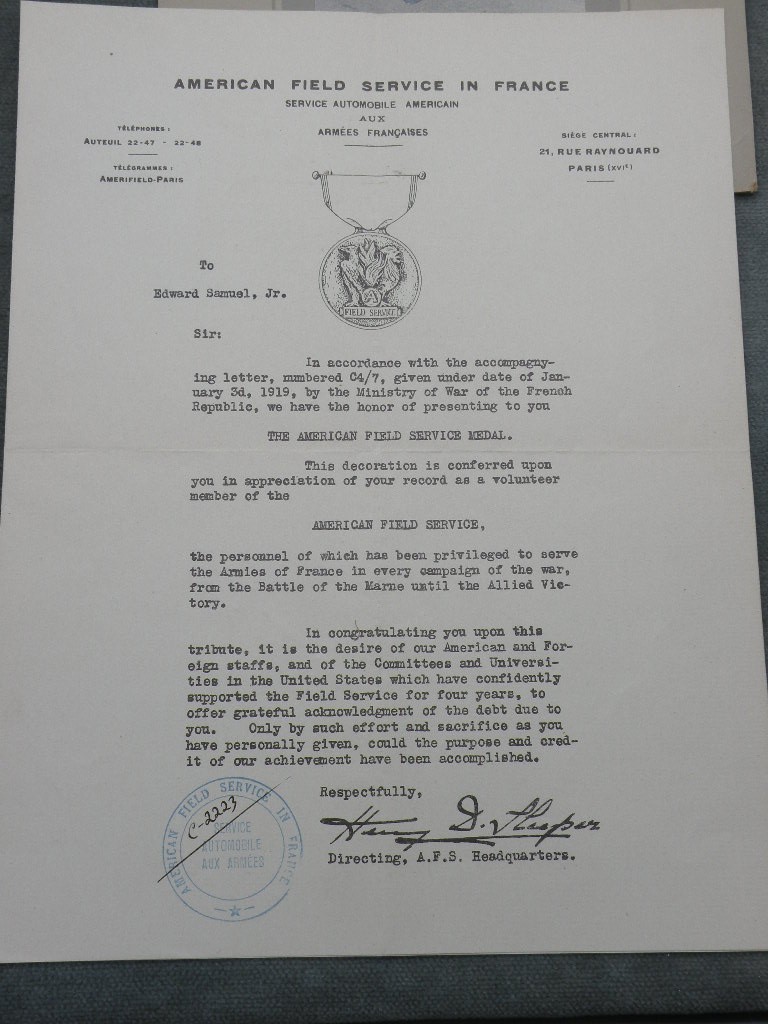 AMERICAN FIELD SERVICE IN FRANCE
SERVICE AUTOMOBILE AMERICAIN
AUX
ARMÉES FRANÇAISES
TÉLÉPHONES :
AUTEUIL 22-47 - 22-48
TÉLÉGRAMMES :
AMERIFIELD-PARIS
SIÈGE CENTRAL :
21, RUE RAYNOUARD
PARIS (XVIᵉ)
A
FIELD SERVICE
To
Edward Samuel, Jr.
Sir:
In accordance with the accompagny-
ing letter, numbered C4/7, given under date of Jan-
uary 3d, 1919, by the Ministry of War of the French
Republic, we have the honor of presenting to you
THE AMERICAN FIELD SERVICE MEDAL.
This decoration is conferred upon
you in appreciation of your record as a volunteer
member of the
AMERICAN FIELD SERVICE,
the personnel of which has been privileged to serve
the Armies of France in every campaign of the war,
from the Battle of the Marne until the Allied Vic-
tory.
In congratulating you upon this
tribute, it is the desire of our American and For-
eign staffs, and of the Committees and Universi-
ties in the United States which have confidently
supported the Field Service for four years, to
offer grateful acknowledgment of the debt due to
you. Only by such effort and sacrifice as you
have personally given, could the purpose and cred-
it of our achievement have been accomplished.
Respectfully,
Henry D. Sleeper
Directing, A.F.S. Headquarters.
AMERICAN FIELD SERVICE IN FRANCE
C-2223
SERVICE
AUTOMOBILE
AUX ARMÉES